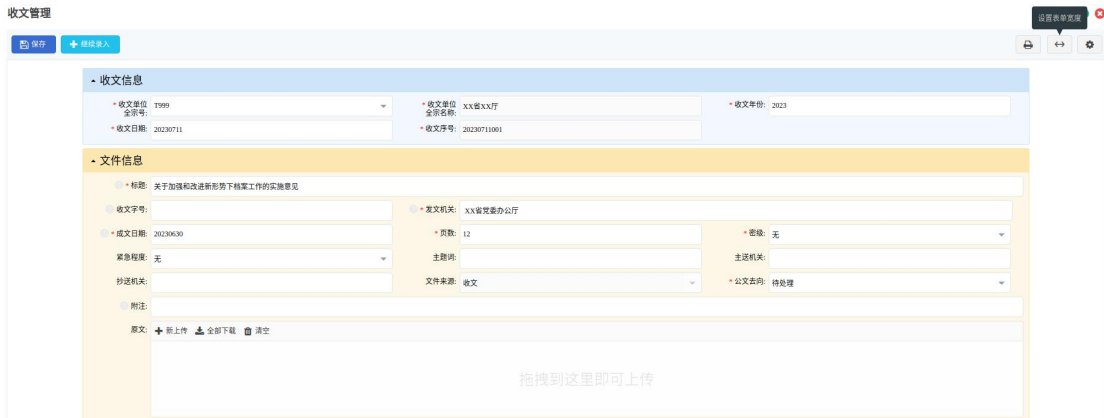 收文管理
设置表单宽度
保存 继续录入
收文信息
* 收文单位全宗号: T999 * 收文单位全宗名称: XX省XX厅 * 收文年份: 2023
* 收文日期: 20230711 * 收文序号: 20230711001
文件信息
* 标题: 关于加强和改进新形势下档案工作的实施意见
收文字号: * 发文机关: XX省党委办公厅
* 成文日期: 20230630 * 页数: 12 * 密级: 无
紧急程度: 无 主题词: 主送机关:
抄送机关: 文件来源: 收文 * 公文去向: 待处理
附注:
原文: 新上传 全部下载 清空
拖拽到这里即可上传